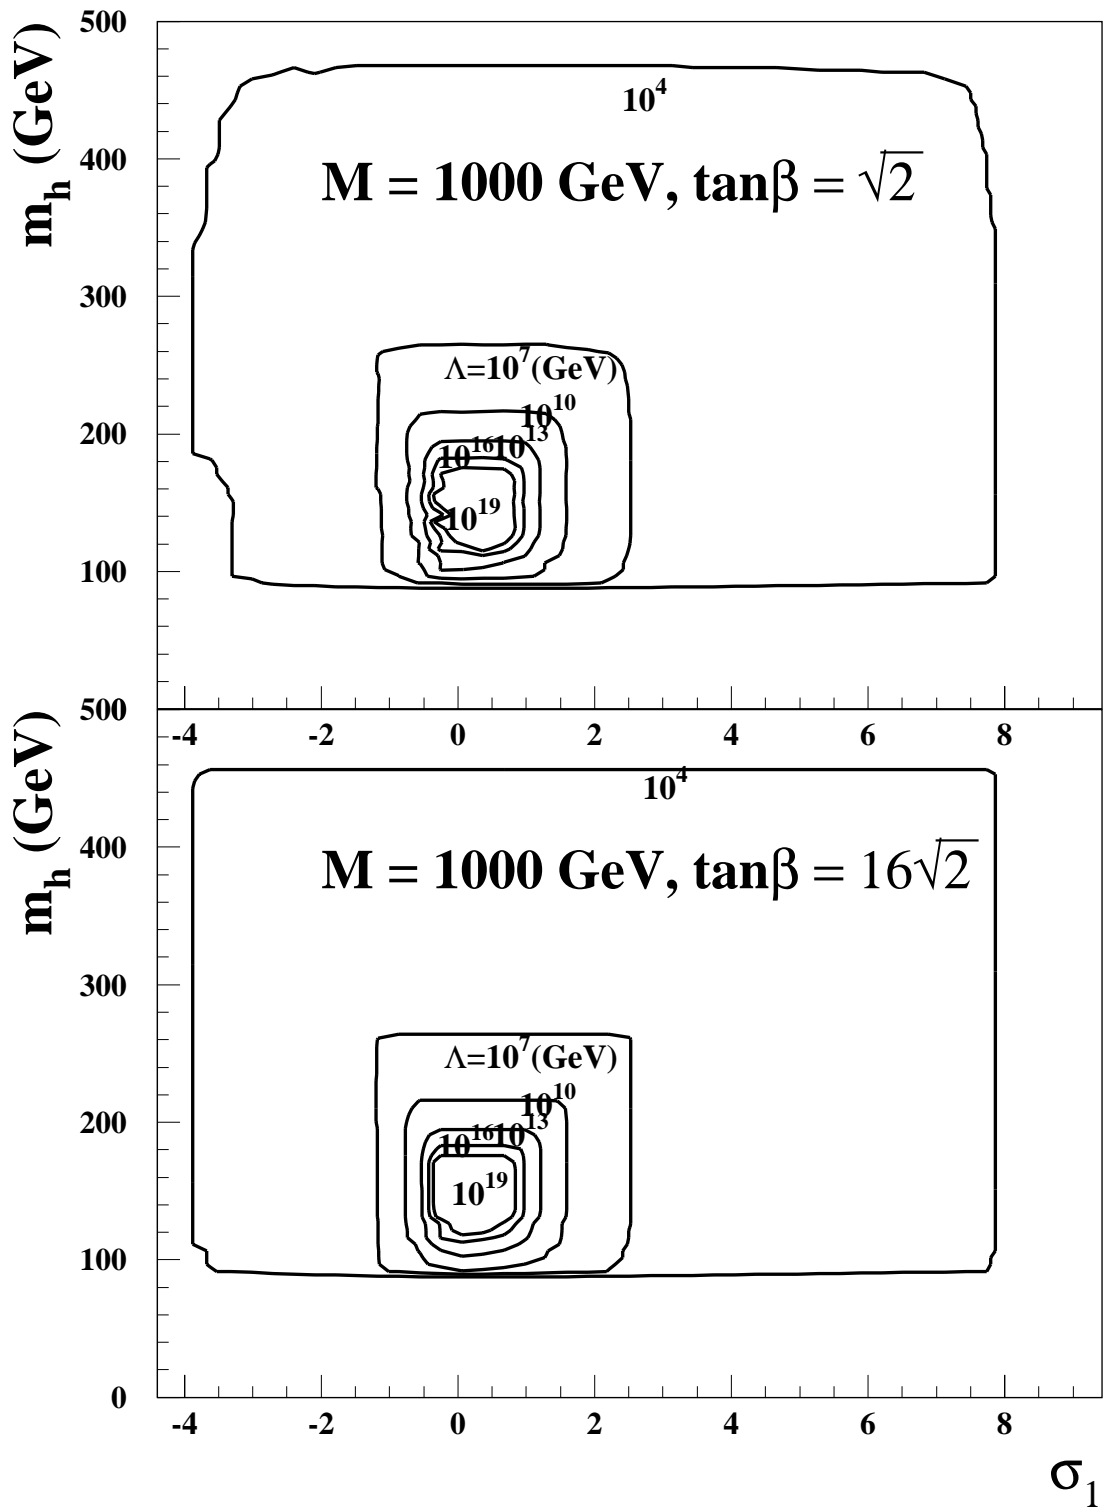 m_h (GeV)
500
400
300
200
100
10^4
M = 1000 GeV, tanβ = √2
Λ=10^7(GeV)
10^10
10^13
10^16
10^19
-4 -2 0 2 4 6 8
m_h (GeV)
500
400
300
200
100
0
10^4
M = 1000 GeV, tanβ = 16√2
Λ=10^7(GeV)
10^10
10^13
10^16
10^19
-4 -2 0 2 4 6 8
σ_1